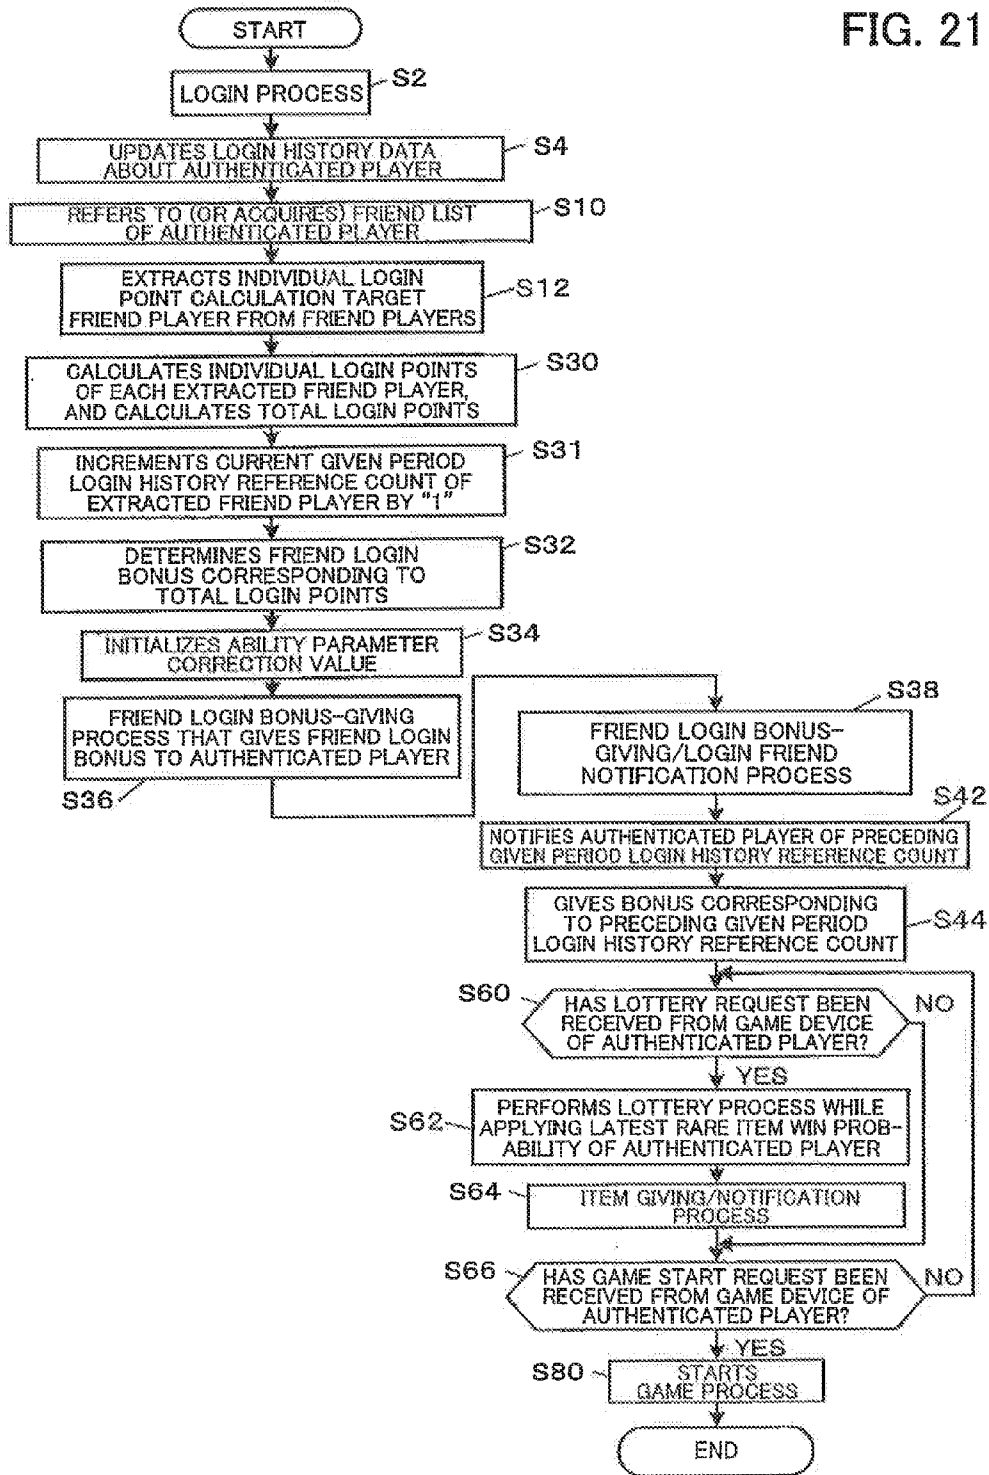 FIG. 21
START
LOGIN PROCESS
S2
UPDATES LOGIN HISTORY DATA
ABOUT AUTHENTICATED PLAYER
S4
REFERS TO (OR ACQUIRES) FRIEND LIST
OF AUTHENTICATED PLAYER
S10
EXTRACTS INDIVIDUAL LOGIN
POINT CALCULATION TARGET
FRIEND PLAYER FROM FRIEND PLAYERS
S12
CALCULATES INDIVIDUAL LOGIN POINTS
OF EACH EXTRACTED FRIEND PLAYER,
AND CALCULATES TOTAL LOGIN POINTS
S30
INCREMENTS CURRENT GIVEN PERIOD
LOGIN HISTORY REFERENCE COUNT OF
EXTRACTED FRIEND PLAYER BY "1"
S31
DETERMINES FRIEND LOGIN
BONUS CORRESPONDING TO
TOTAL LOGIN POINTS
S32
INITIALIZES ABILITY PARAMETER
CORRECTION VALUE
S34
FRIEND LOGIN BONUS-GIVING
PROCESS THAT GIVES FRIEND LOGIN
BONUS TO AUTHENTICATED PLAYER
S36
S38
FRIEND LOGIN BONUS-
GIVING/LOGIN FRIEND
NOTIFICATION PROCESS
S42
NOTIFIES AUTHENTICATED PLAYER OF PRECEDING
GIVEN PERIOD LOGIN HISTORY REFERENCE COUNT
GIVES BONUS CORRESPONDING
TO PRECEDING GIVEN PERIOD
LOGIN HISTORY REFERENCE COUNT
S44
S60
HAS LOTTERY REQUEST BEEN
RECEIVED FROM GAME DEVICE
OF AUTHENTICATED PLAYER?
NO
YES
S62
PERFORMS LOTTERY PROCESS WHILE
APPLYING LATEST RARE ITEM WIN PROB-
ABILITY OF AUTHENTICATED PLAYER
S64
ITEM GIVING/NOTIFICATION
PROCESS
S66
HAS GAME START REQUEST BEEN
RECEIVED FROM GAME DEVICE OF
AUTHENTICATED PLAYER?
NO
YES
S80
STARTS
GAME PROCESS
END